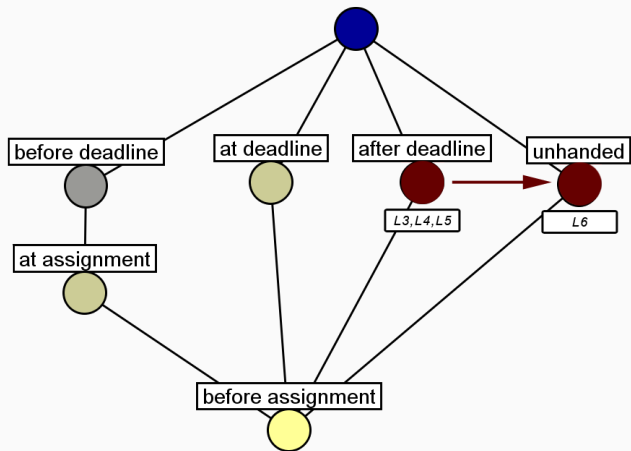 before deadline
at deadline
after deadline
unhanded
L3,L4,L5
L6
at assignment
before assignment